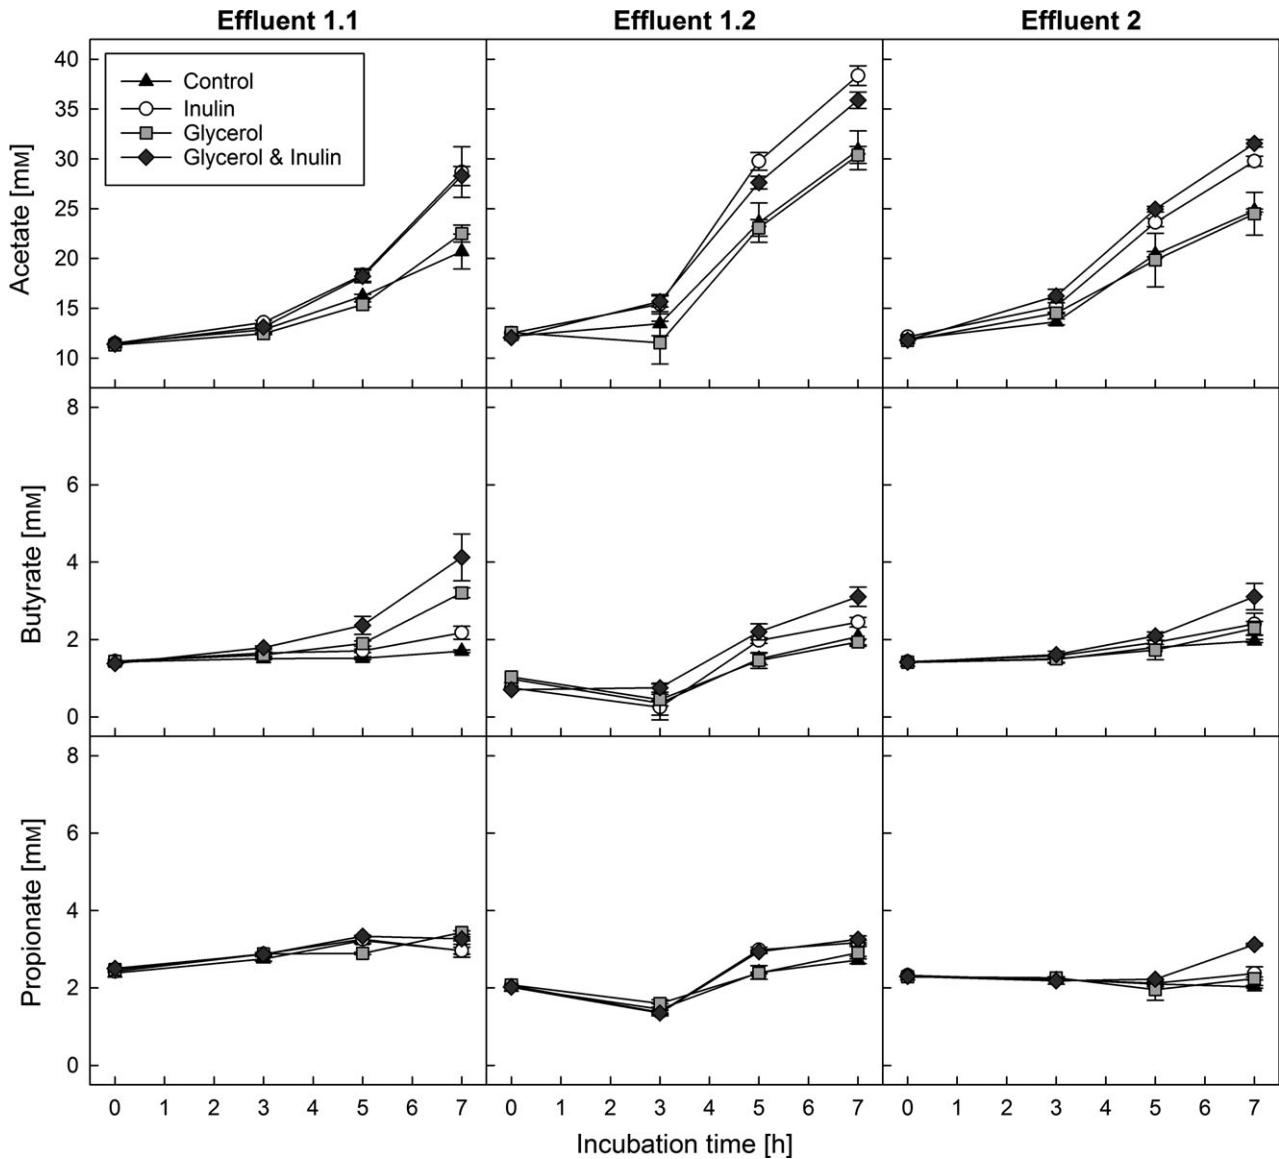 Effluent 1.1 Effluent 1.2 Effluent 2
Control
Inulin
Glycerol
Glycerol & Inulin
Acetate [mM]
40
35
30
25
20
15
10
Butyrate [mM]
8
6
4
2
0
Propionate [mM]
8
6
4
2
0
0 1 2 3 4 5 6 7 0 1 2 3 4 5 6 7 0 1 2 3 4 5 6 7
Incubation time [h]